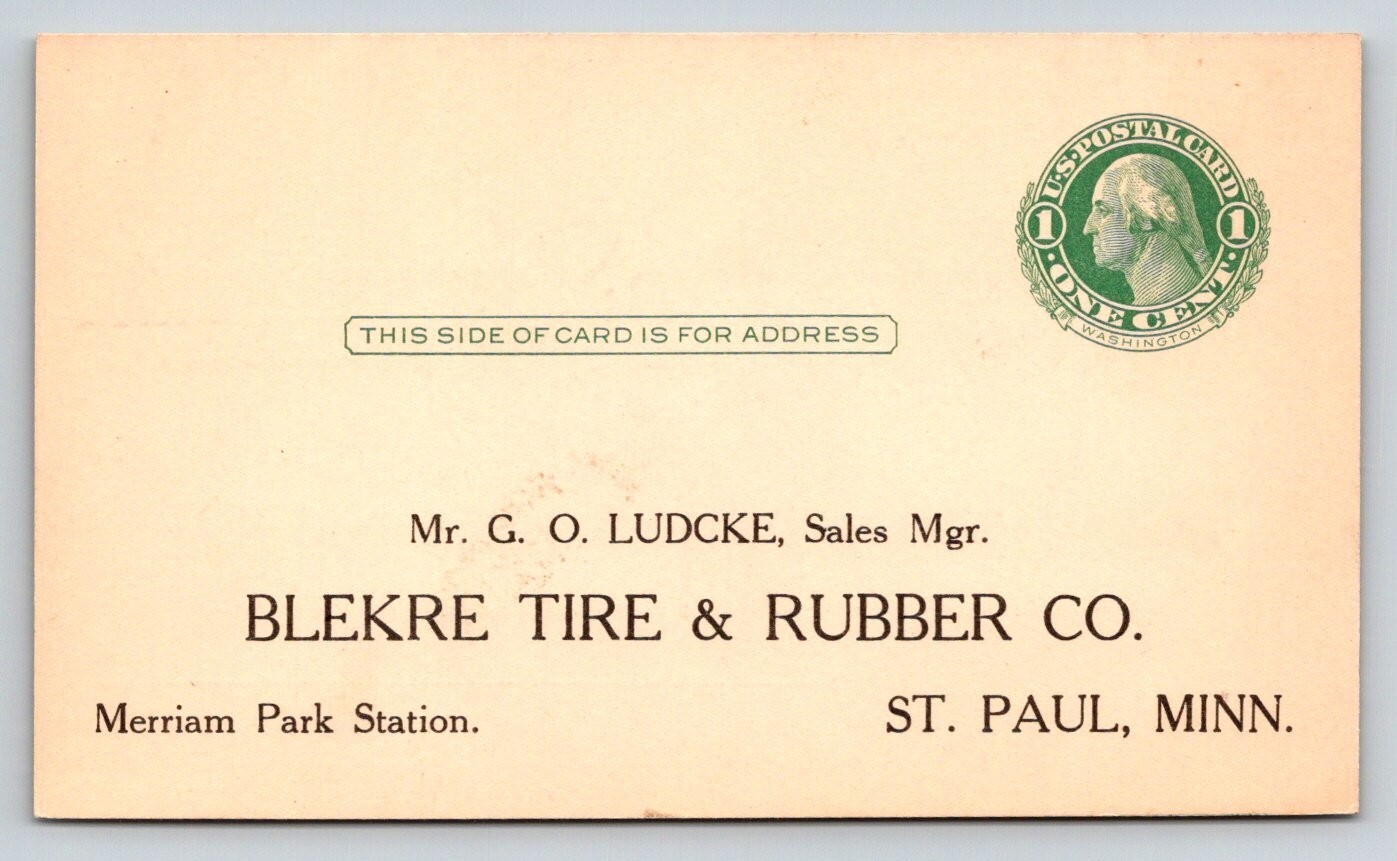 U.S. POSTAL CARD
1 1
· ONE CENT ·
WASHINGTON
THIS SIDE OF CARD IS FOR ADDRESS
Mr. G. O. LUDCKE, Sales Mgr.
BLEKRE TIRE & RUBBER CO.
Merriam Park Station.
ST. PAUL, MINN.